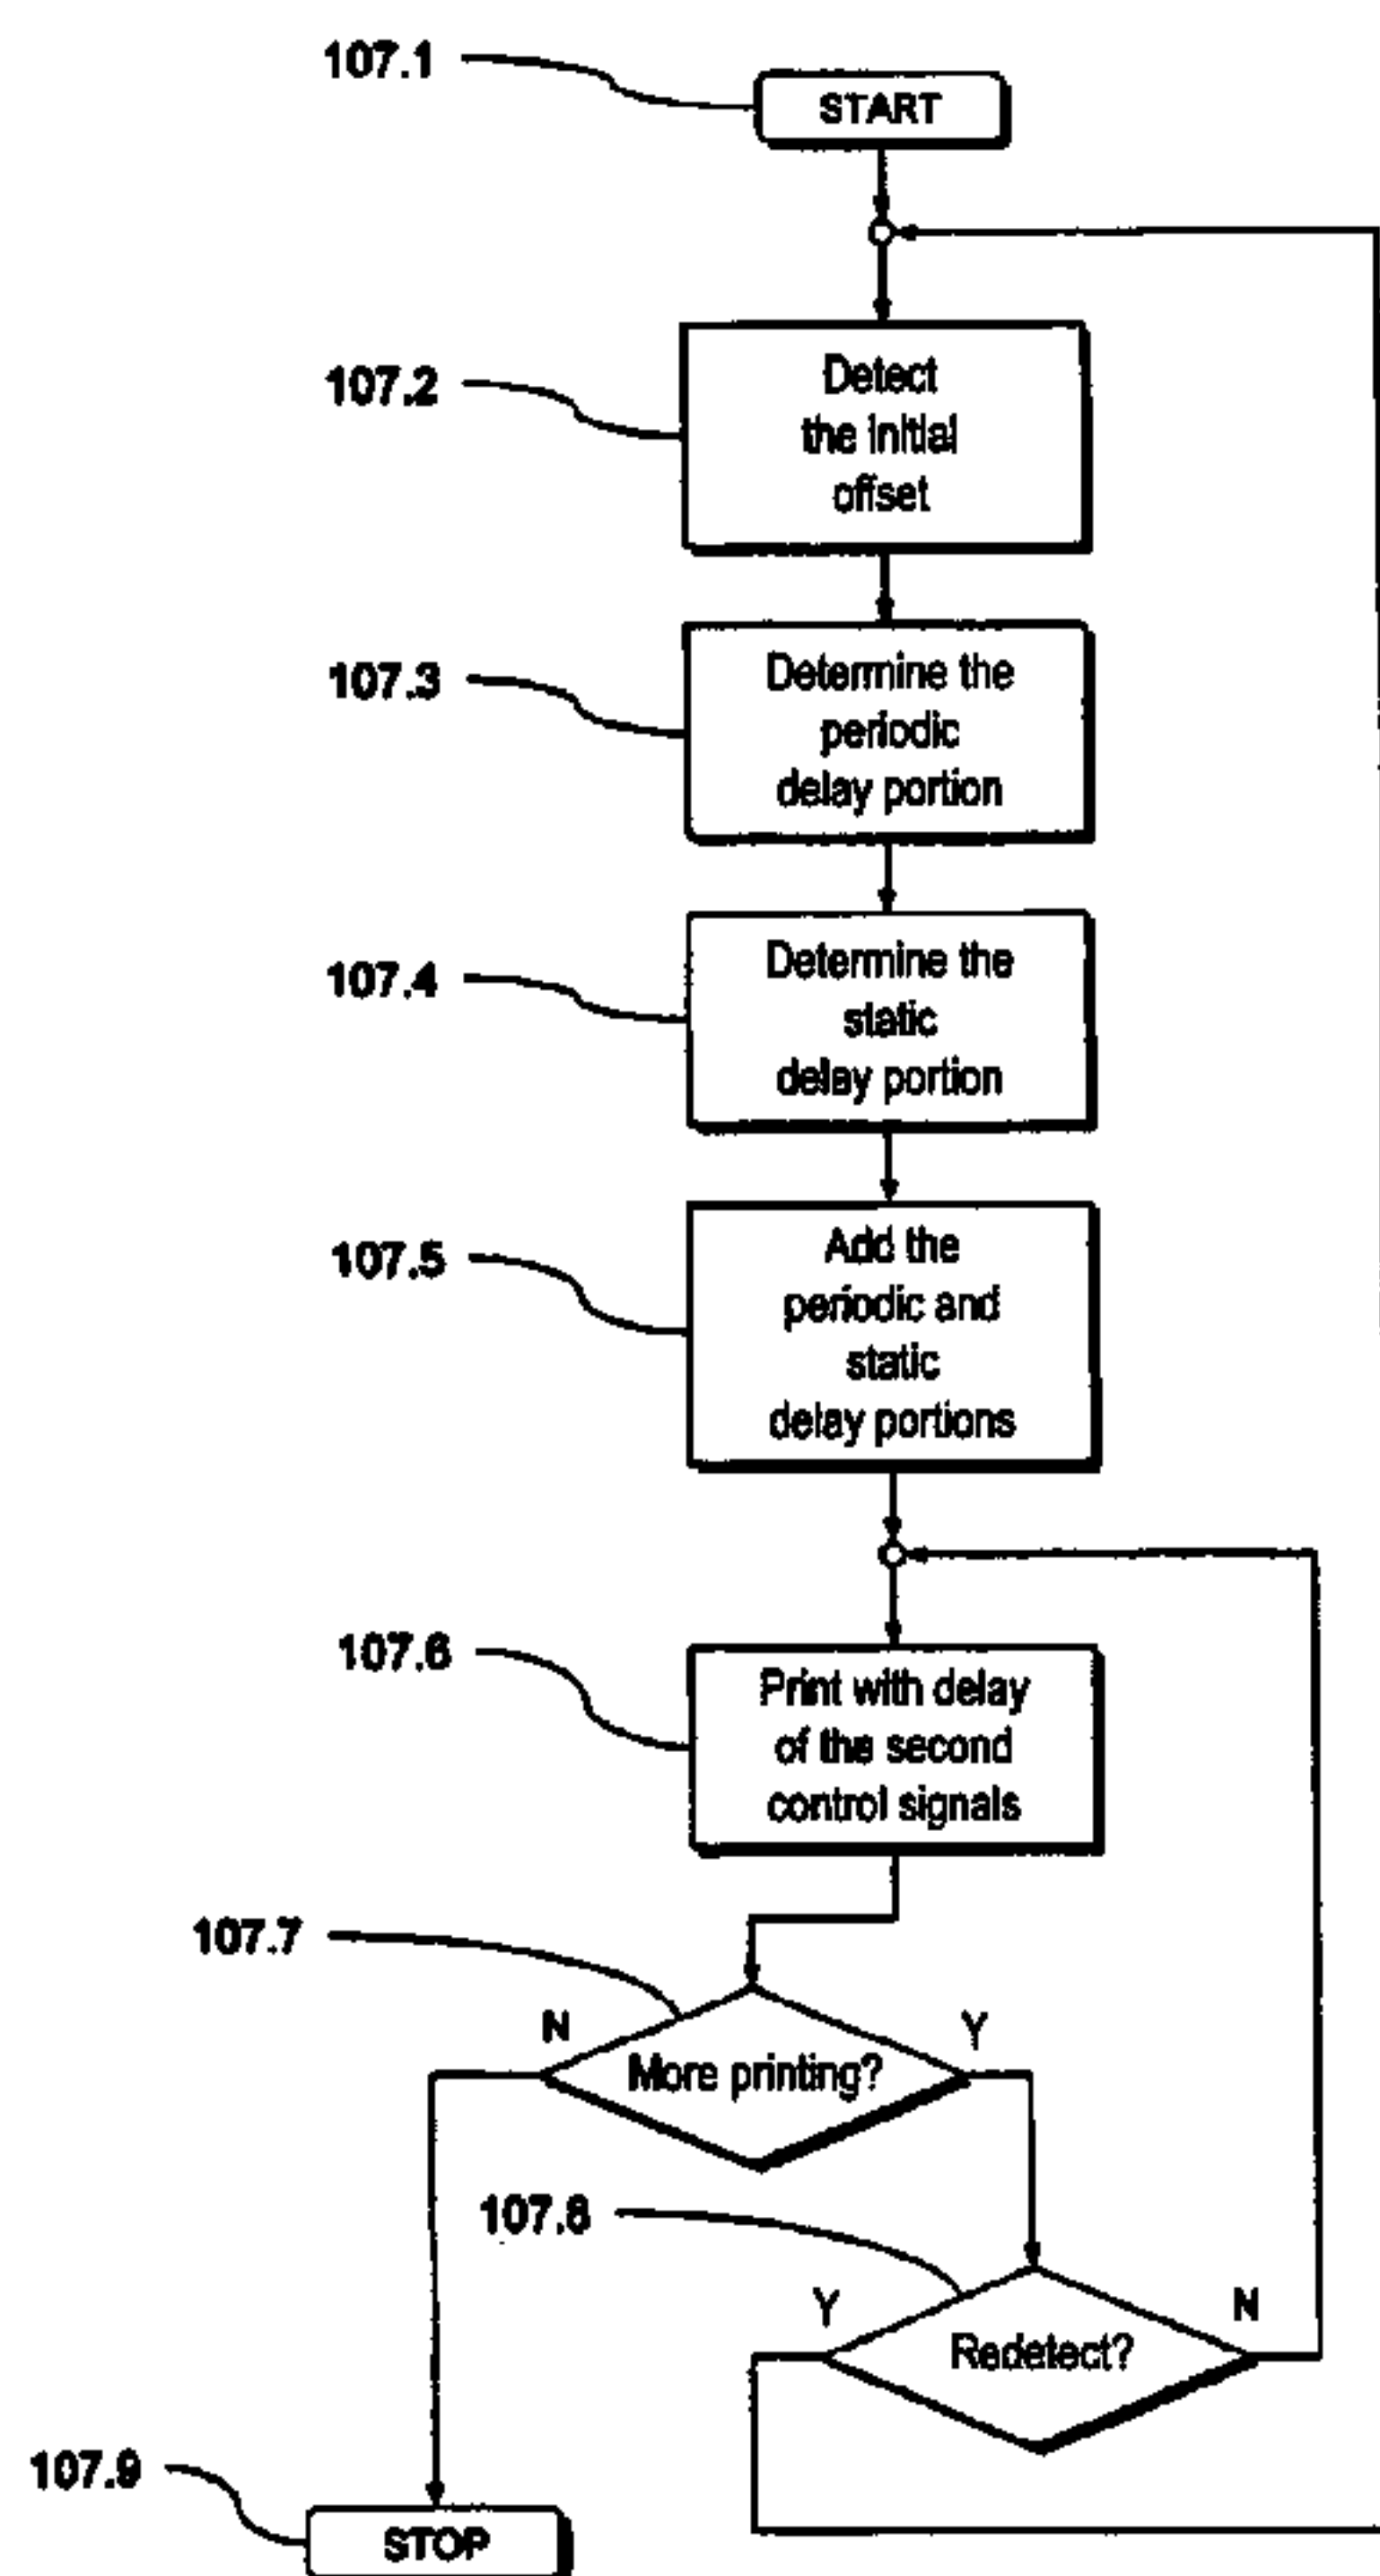 107.1
START
107.2
Detect
the initial
offset
107.3
Determine the
periodic
delay portion
107.4
Determine the
static
delay portion
107.5
Add the
periodic and
static
delay portions
107.6
Print with delay
of the second
control signals
107.7
N
Y
More printing?
107.8
Y
N
Redetect?
107.9
STOP